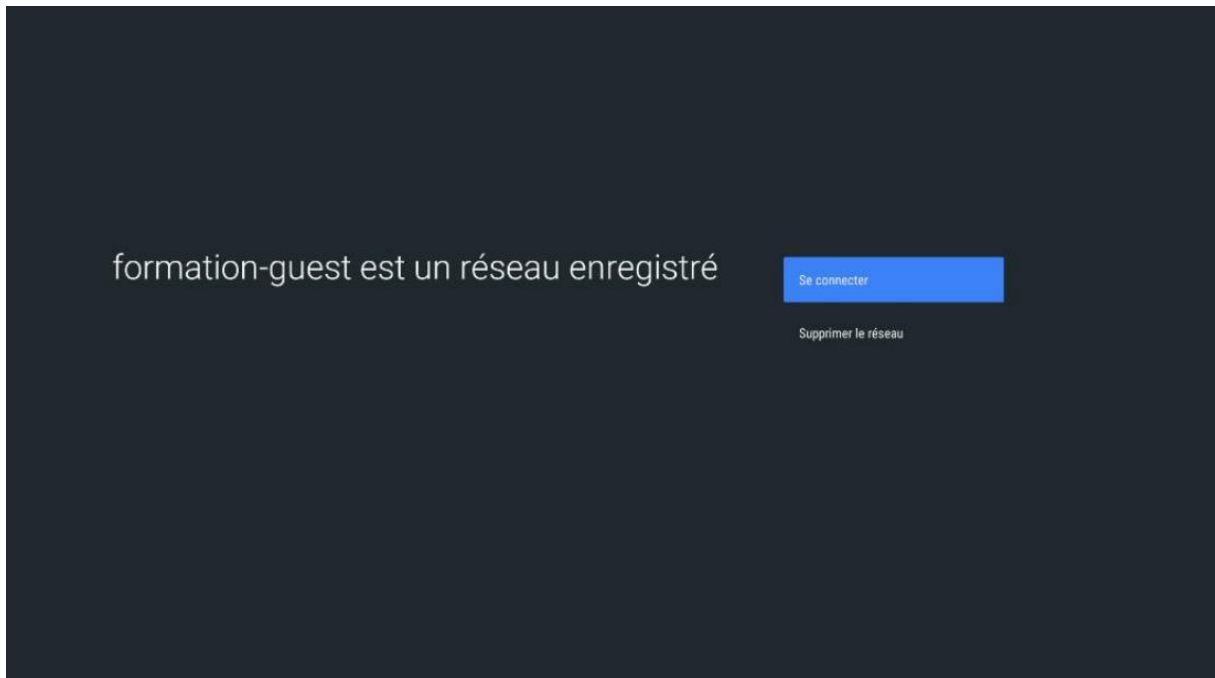 formation-guest est un réseau enregistré
Se connecter
Supprimer le réseau